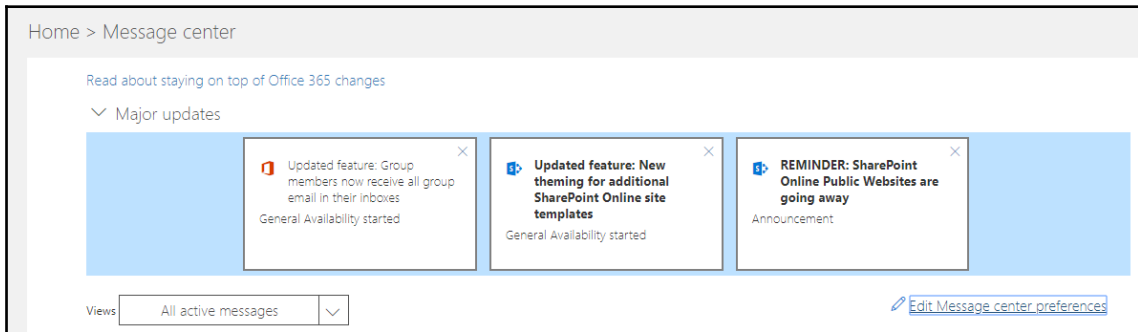 Home > Message center
Read about staying on top of Office 365 changes
Major updates
Updated feature: Group
members now receive all group
email in their inboxes
General Availability started
Updated feature: New
theming for additional
SharePoint Online site
templates
General Availability started
REMINDER: SharePoint
Online Public Websites are
going away
Announcement
Views All active messages
Edit Message center preferences